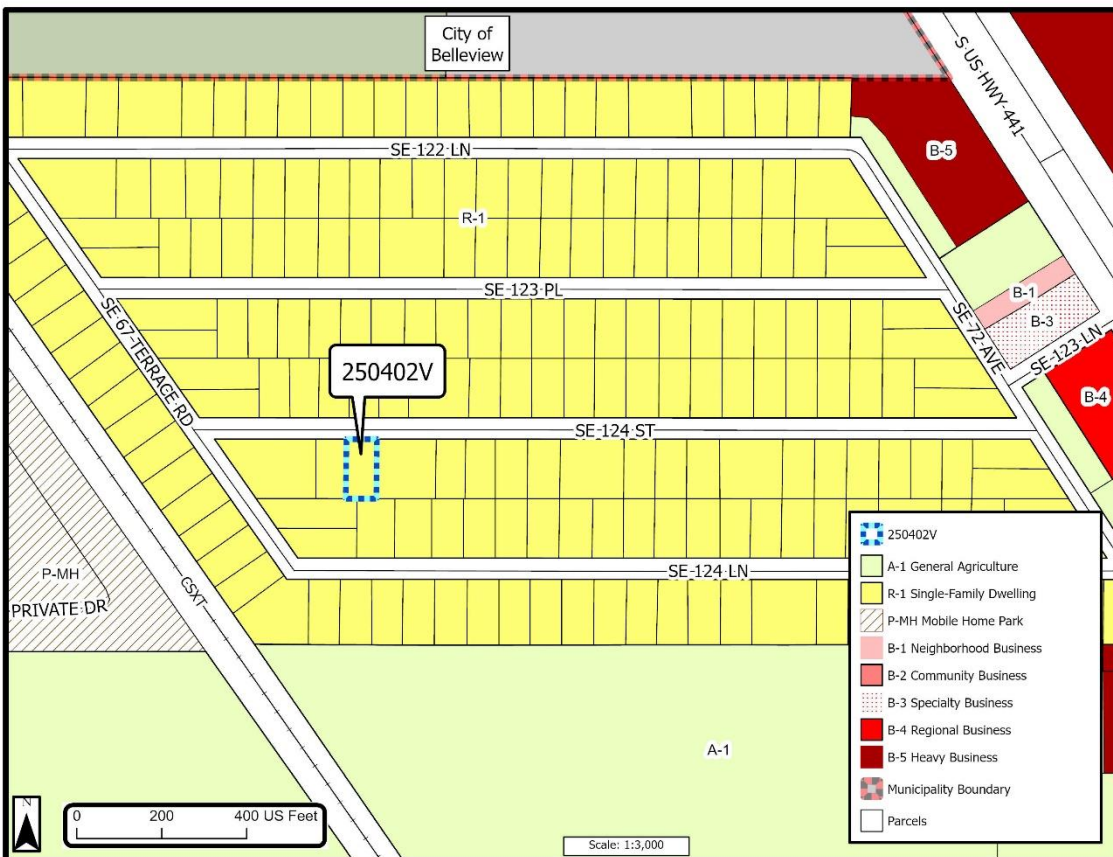 City of
Belleview
S US HWY 441
SE 122 LN
B-5
R-1
SE 123 PL
B-1
B-3
SE 67 TERRACE RD
SE 72 AVE
SE 123 LN
250402V
B-4
SE 124 ST
P-MH
PRIVATE DR
CSXT
SE 124 LN
A-1
250402V
A-1 General Agriculture
R-1 Single-Family Dwelling
P-MH Mobile Home Park
B-1 Neighborhood Business
B-2 Community Business
B-3 Specialty Business
B-4 Regional Business
B-5 Heavy Business
Municipality Boundary
Parcels
N
0 200 400 US Feet
Scale: 1:3,000